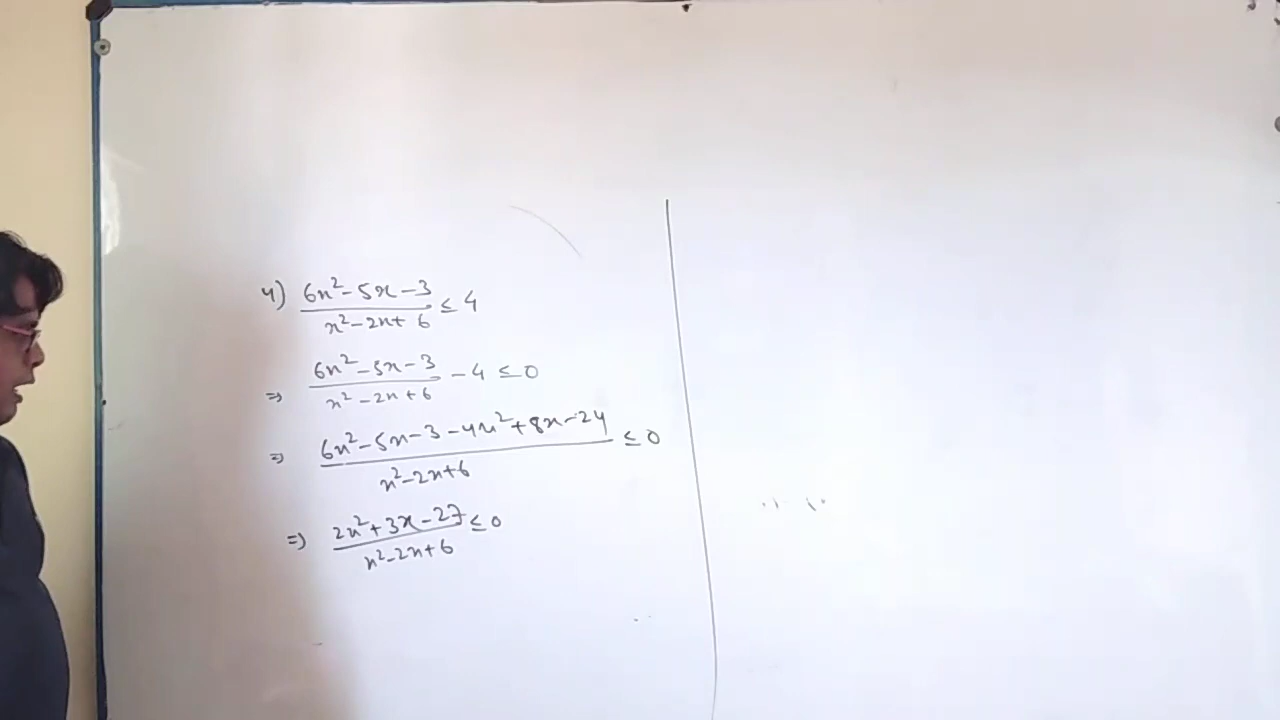 4) (6x² - 5x - 3)/(x² - 2x + 6) ≤ 4
⇒ (6x² - 5x - 3)/(x² - 2x + 6) - 4 ≤ 0
⇒ (6x² - 5x - 3 - 4x² + 8x - 24)/(x² - 2x + 6) ≤ 0
⇒ (2x² + 3x - 27)/(x² - 2x + 6) ≤ 0